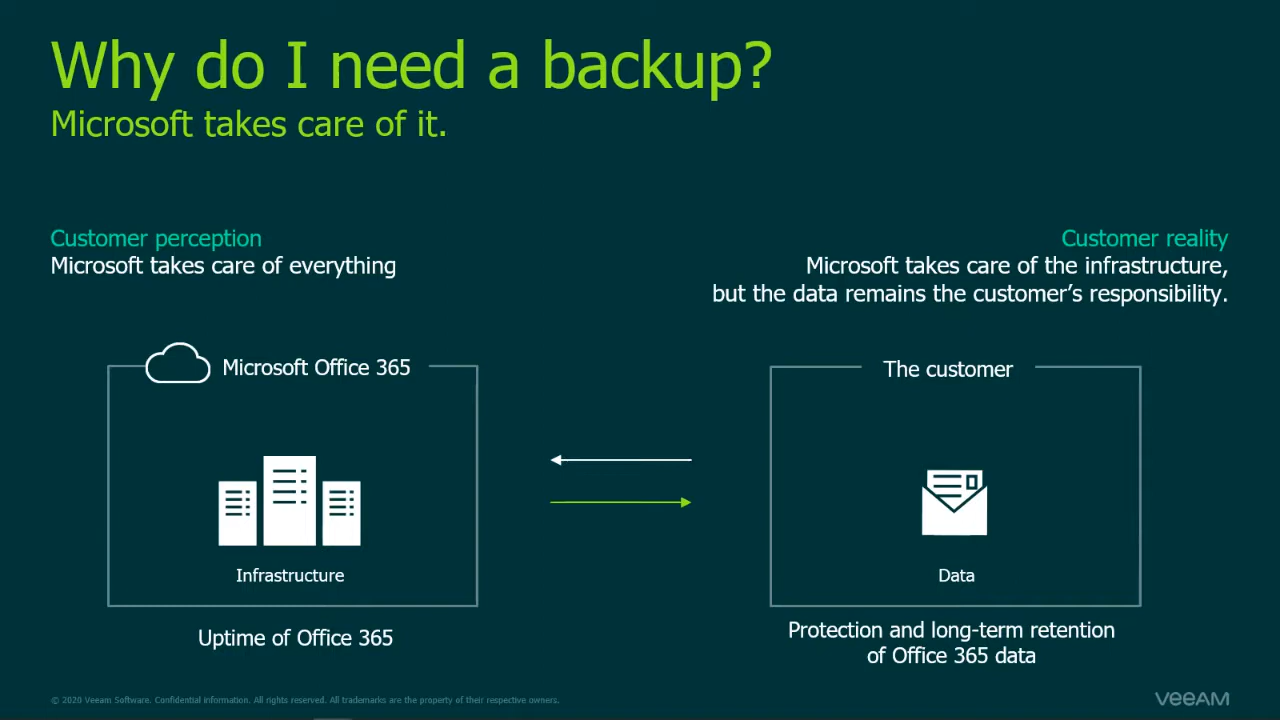 Why do I need a backup?
Microsoft takes care of it.
Customer perception
Microsoft takes care of everything
Customer reality
Microsoft takes care of the infrastructure,
but the data remains the customer’s responsibility.
Microsoft Office 365
Infrastructure
Uptime of Office 365
The customer
Data
Protection and long-term retention
of Office 365 data
© 2020 Veeam Software. Confidential information. All rights reserved. All trademarks are the property of their respective owners.
VEEAM